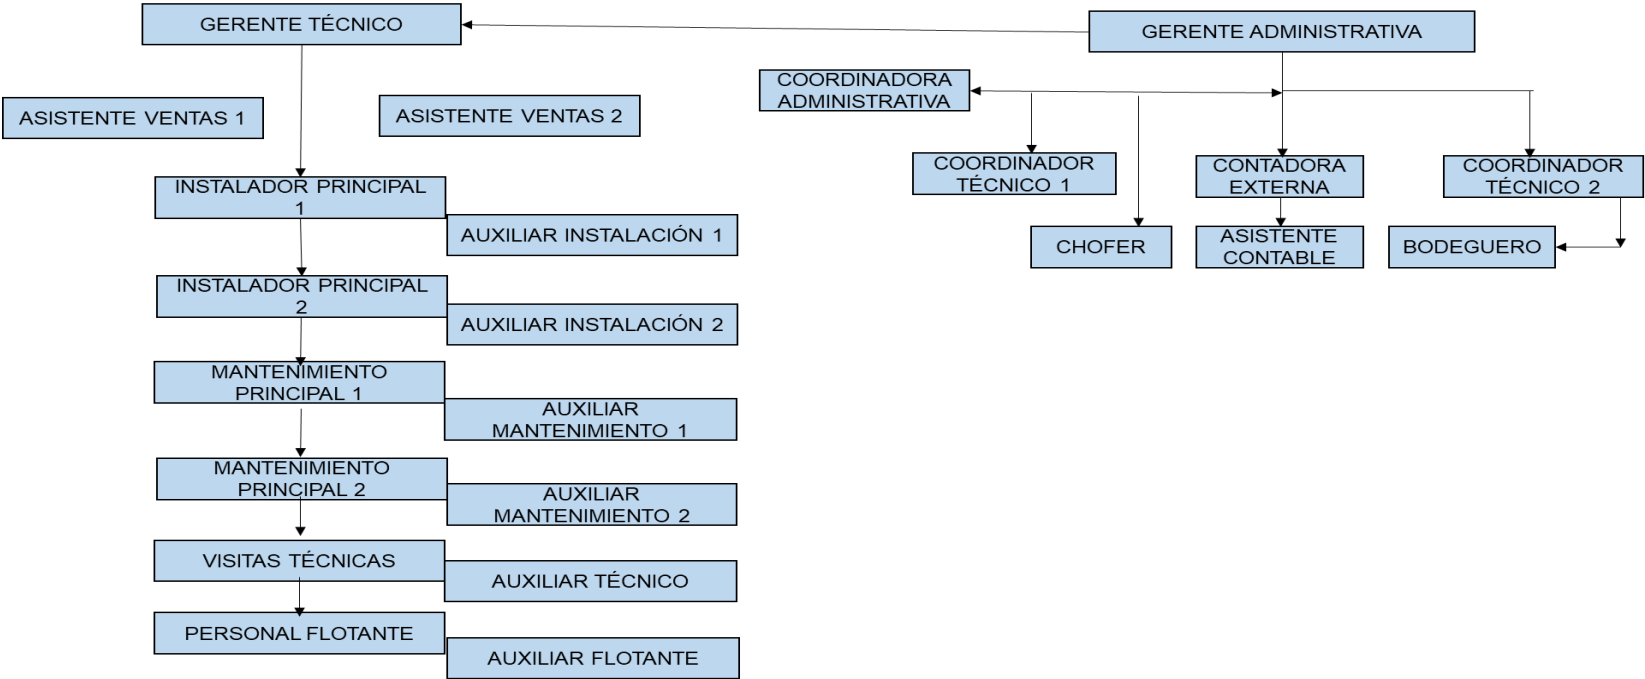 GERENTE TÉCNICO
GERENTE ADMINISTRATIVA
COORDINADORA
ADMINISTRATIVA
ASISTENTE VENTAS 1
ASISTENTE VENTAS 2
COORDINADOR
TÉCNICO 1
CONTADORA
EXTERNA
COORDINADOR
TÉCNICO 2
INSTALADOR PRINCIPAL
1
AUXILIAR INSTALACIÓN 1
CHOFER
ASISTENTE
CONTABLE
BODEGUERO
INSTALADOR PRINCIPAL
2
AUXILIAR INSTALACIÓN 2
MANTENIMIENTO
PRINCIPAL 1
AUXILIAR
MANTENIMIENTO 1
MANTENIMIENTO
PRINCIPAL 2
AUXILIAR
MANTENIMIENTO 2
VISITAS TÉCNICAS
AUXILIAR TÉCNICO
PERSONAL FLOTANTE
AUXILIAR FLOTANTE